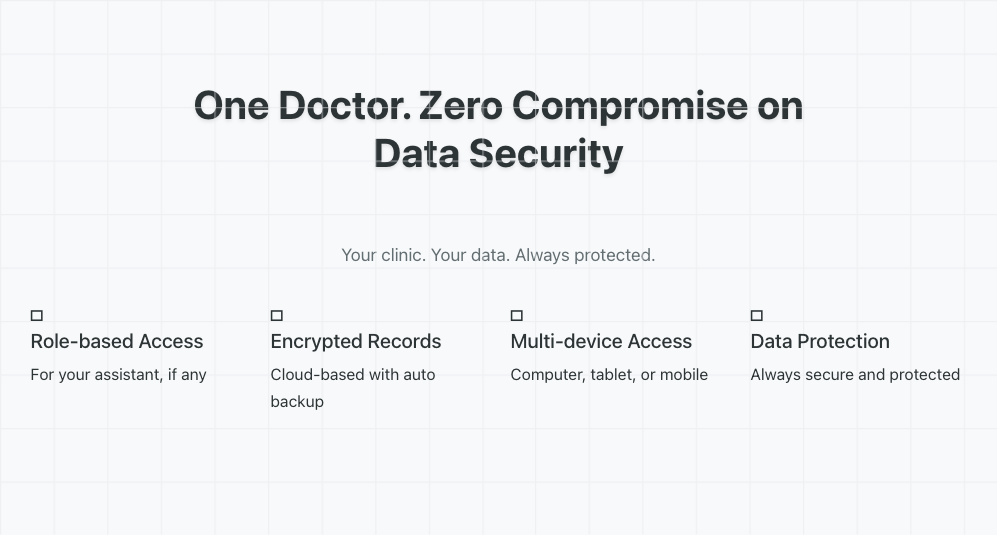 One Doctor. Zero Compromise on
Data Security
Your clinic. Your data. Always protected.
Role-based Access
For your assistant, if any
Encrypted Records
Cloud-based with auto
backup
Multi-device Access
Computer, tablet, or mobile
Data Protection
Always secure and protected